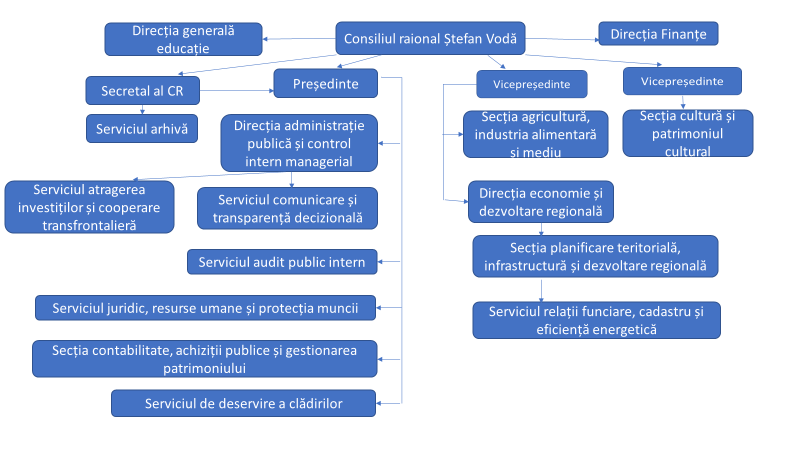 Direcția generală
educație
Consiliul raional Ștefan Vodă
Direcția Finanțe
Secretal al CR
Președinte
Vicepreședinte
Vicepreședinte
Serviciul arhivă
Direcția administrație
publică și control
intern managerial
Secția agricultură,
industria alimentară
si mediu
Secția cultură și
patrimoniul
cultural
Serviciul atragerea
investiților și cooperare
transfrontalieră
Serviciul comunicare și
transparență decizională
Direcția economie și
dezvoltare regională
Secția planificare teritorială,
infrastructură și dezvoltare regională
Serviciul audit public intern
Serviciul juridic, resurse umane și protecția muncii
Serviciul relații funciare, cadastru și
eficiență energetică
Secția contabilitate, achiziții publice și gestionarea
patrimoniului
Serviciul de deservire a clădirilor